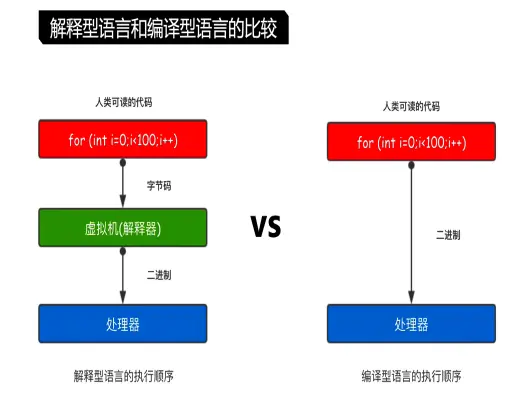 解释型语言和编译型语言的比较
人类可读的代码
for (int i=0;i<100;i++)
字节码
虚拟机(解释器)
二进制
处理器
解释型语言的执行顺序
VS
人类可读的代码
for (int i=0;i<100;i++)
二进制
处理器
编译型语言的执行顺序